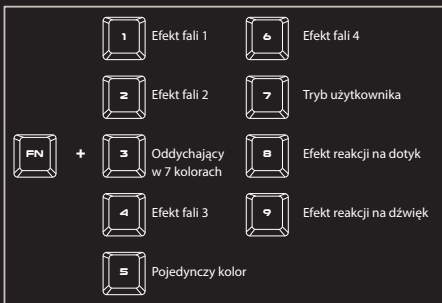 1 Efekt fali 1
2 Efekt fali 2
FN + 3 Oddychający
w 7 kolorach
4 Efekt fali 3
5 Pojedynczy kolor
6 Efekt fali 4
7 Tryb użytkownika
8 Efekt reakcji na dotyk
9 Efekt reakcji na dźwięk